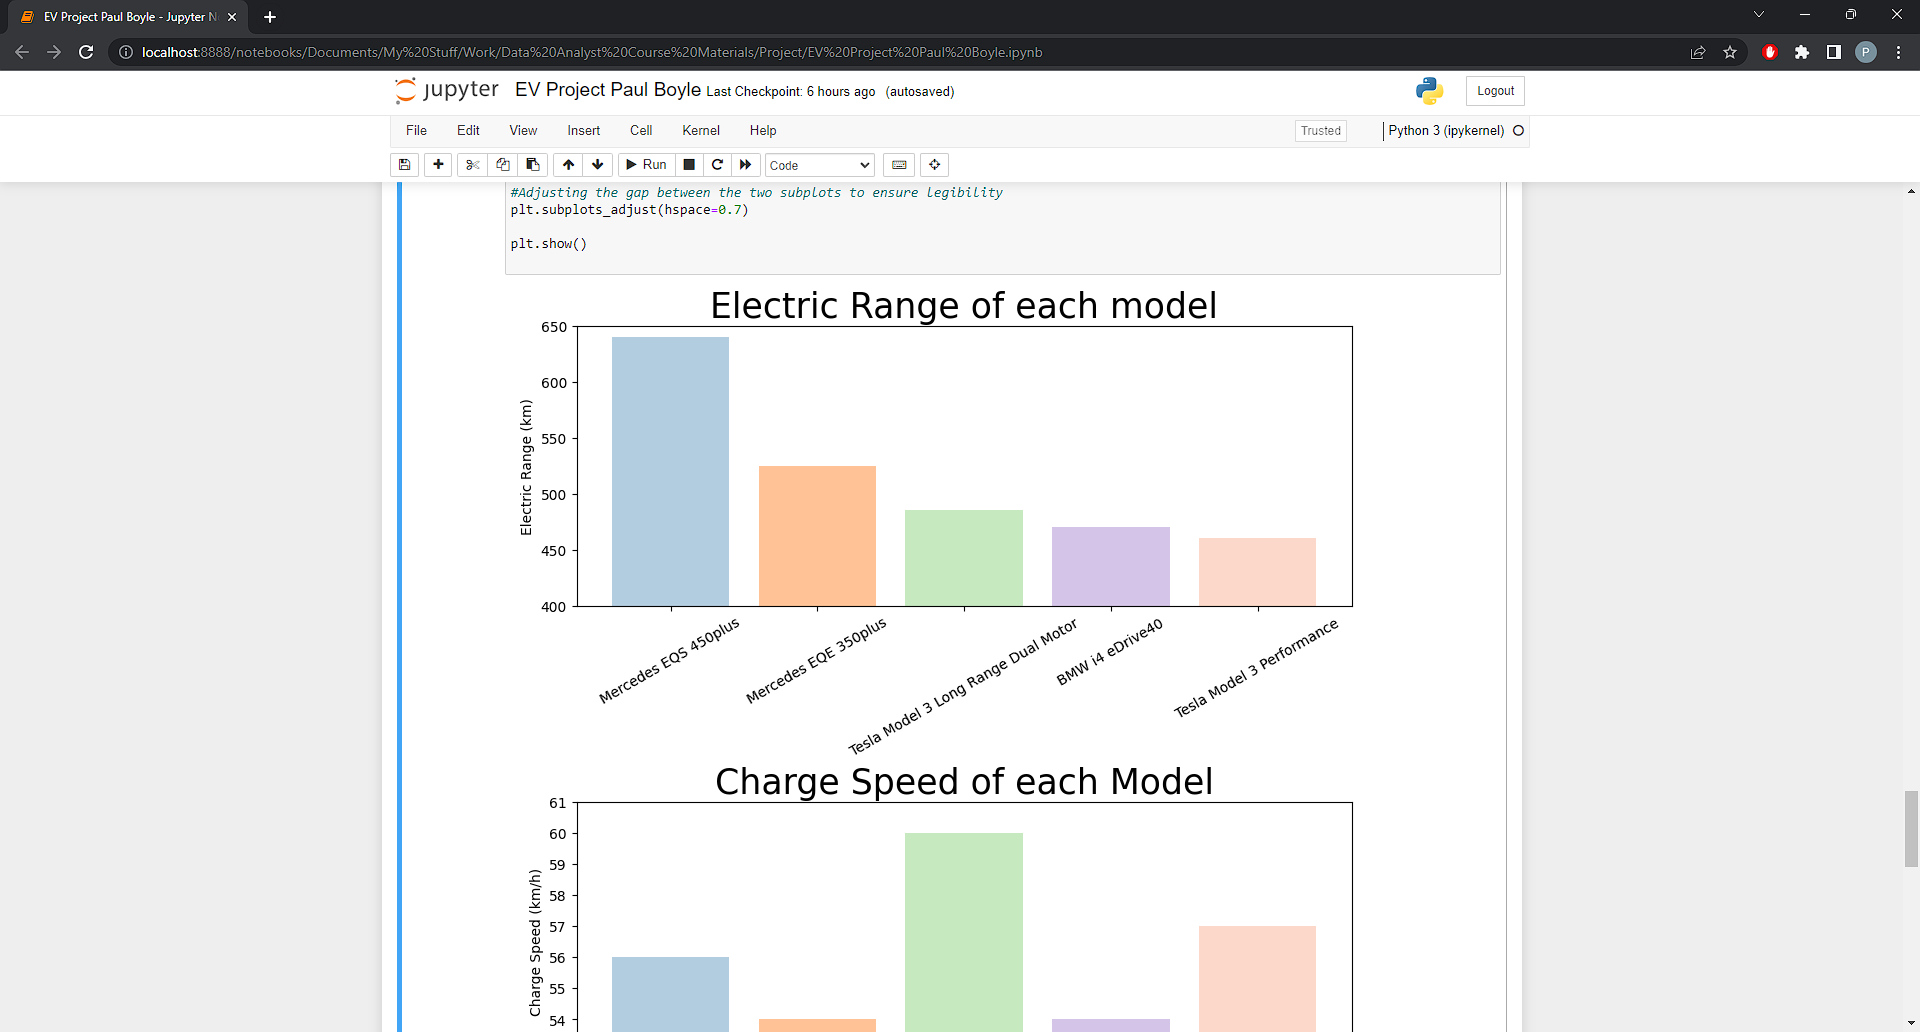 EV Project Paul Boyle - Jupyter N
localhost:8888/notebooks/Documents/My%20Stuff/Work/Data%20Analyst%20Course%20Materials/Project/EV%20Project%20Paul%20Boyle.ipynb
P
jupyter EV Project Paul Boyle Last Checkpoint: 6 hours ago (autosaved)
Logout
File Edit View Insert Cell Kernel Help
Trusted
Python 3 (ipykernel)
Run
Code
#Adjusting the gap between the two subplots to ensure legibility
plt.subplots_adjust(hspace=0.7)
plt.show()
Electric Range of each model
650
600
550
500
450
400
Electric Range (km)
Mercedes EQS 450plus
Mercedes EQE 350plus
Tesla Model 3 Long Range Dual Motor
BMW i4 eDrive40
Tesla Model 3 Performance
Charge Speed of each Model
61
60
59
58
57
56
55
54
Charge Speed (km/h)